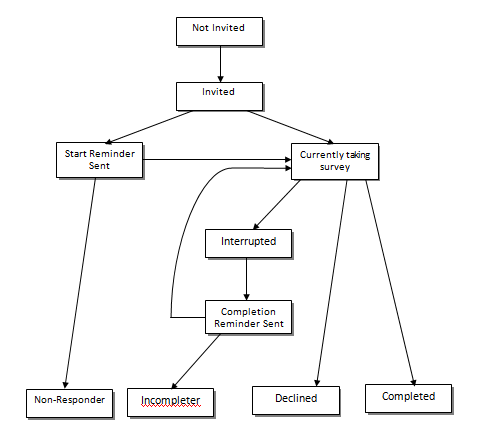 Not Invited
Invited
Start Reminder
Sent
Currently taking
survey
Interrupted
Completion
Reminder Sent
Non-Responder
Incompleter
Declined
Completed